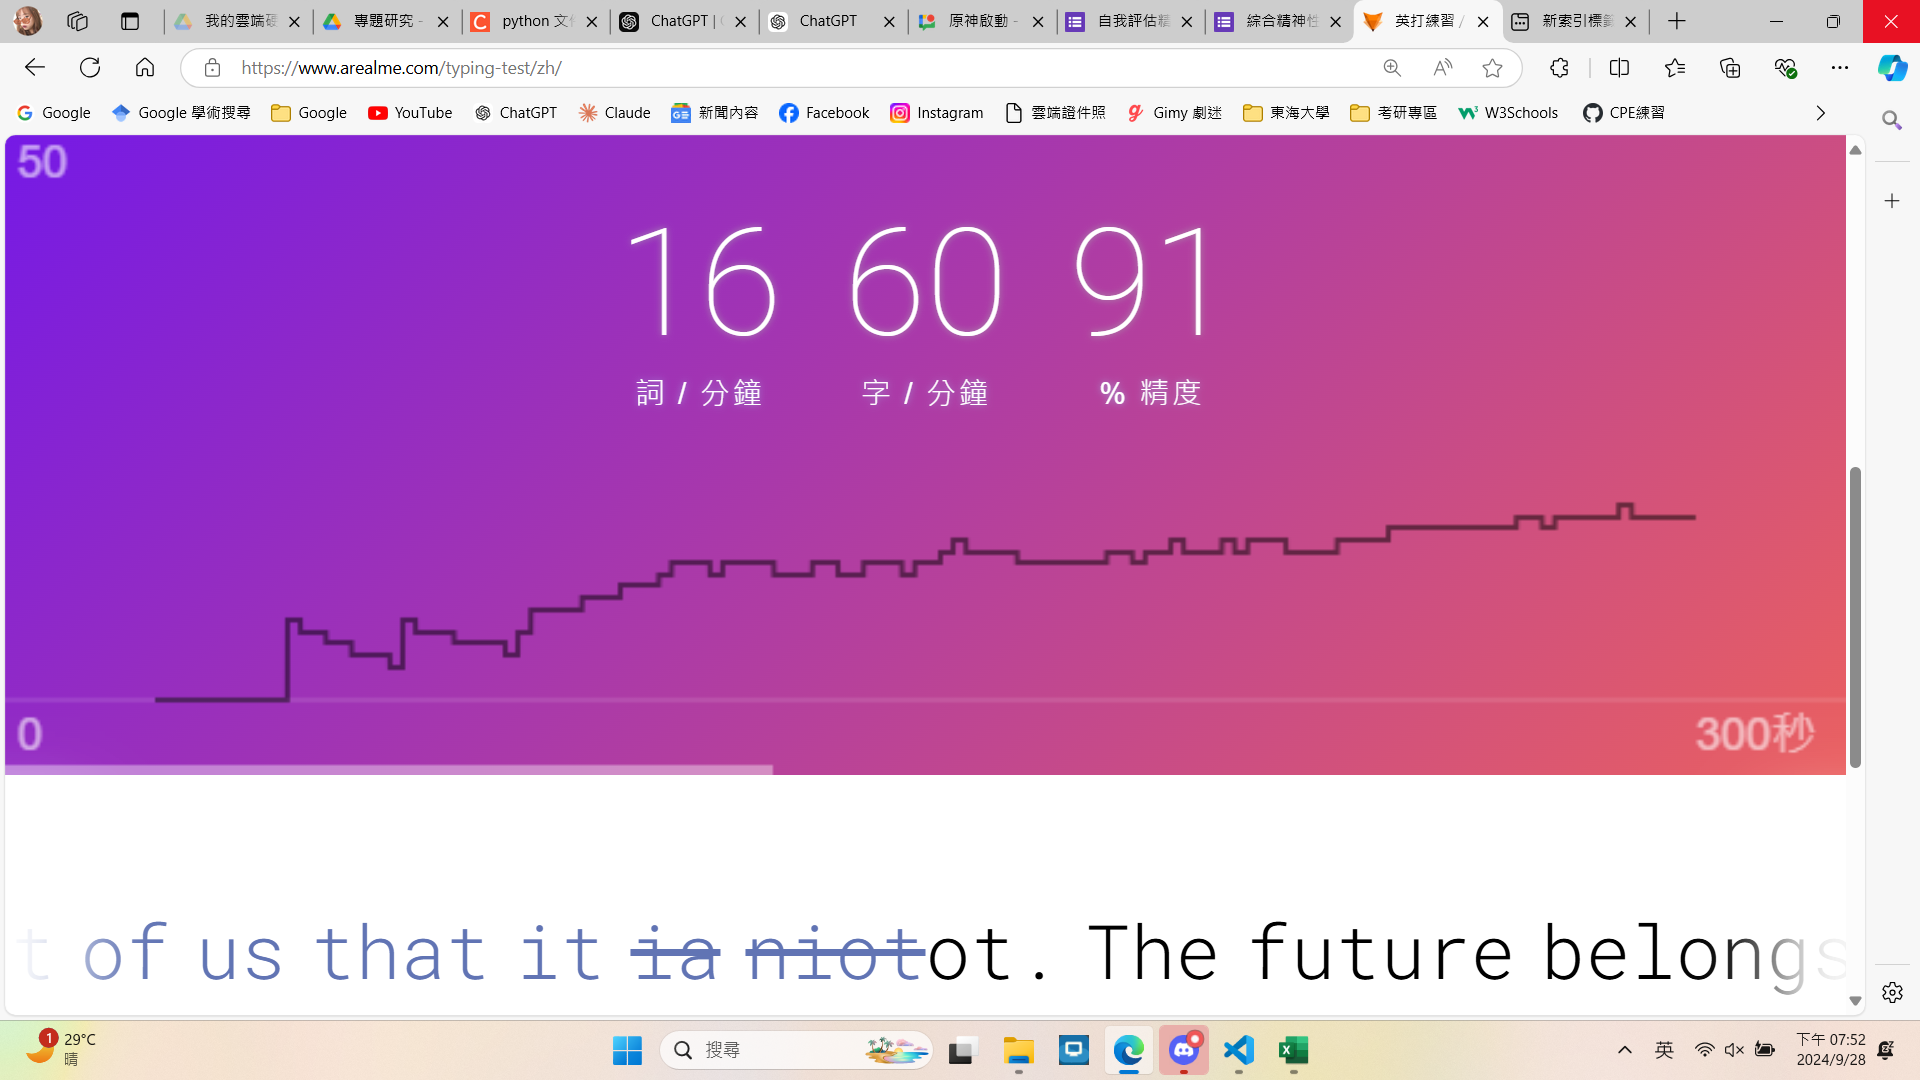 我的雲端硬
專題研究 -
python 文
ChatGPT | 
ChatGPT
原神啟動 -
自我評估
綜合精神
英打練習 /
新索引標
https://www.arealme.com/typing-test/zh/
Google
Google 學術搜尋
Google
YouTube
ChatGPT
Claude
新聞內容
Facebook
Instagram
雲端證件照
Gimy 劇迷
東海大學
考研專區
W3Schools
CPE練習
50
16 60 91
詞 / 分鐘 字 / 分鐘 % 精度
0 300秒
t of us that it ia niotot. The future belongs
1
29°C
晴
搜尋
英
下午 07:52
2024/9/28